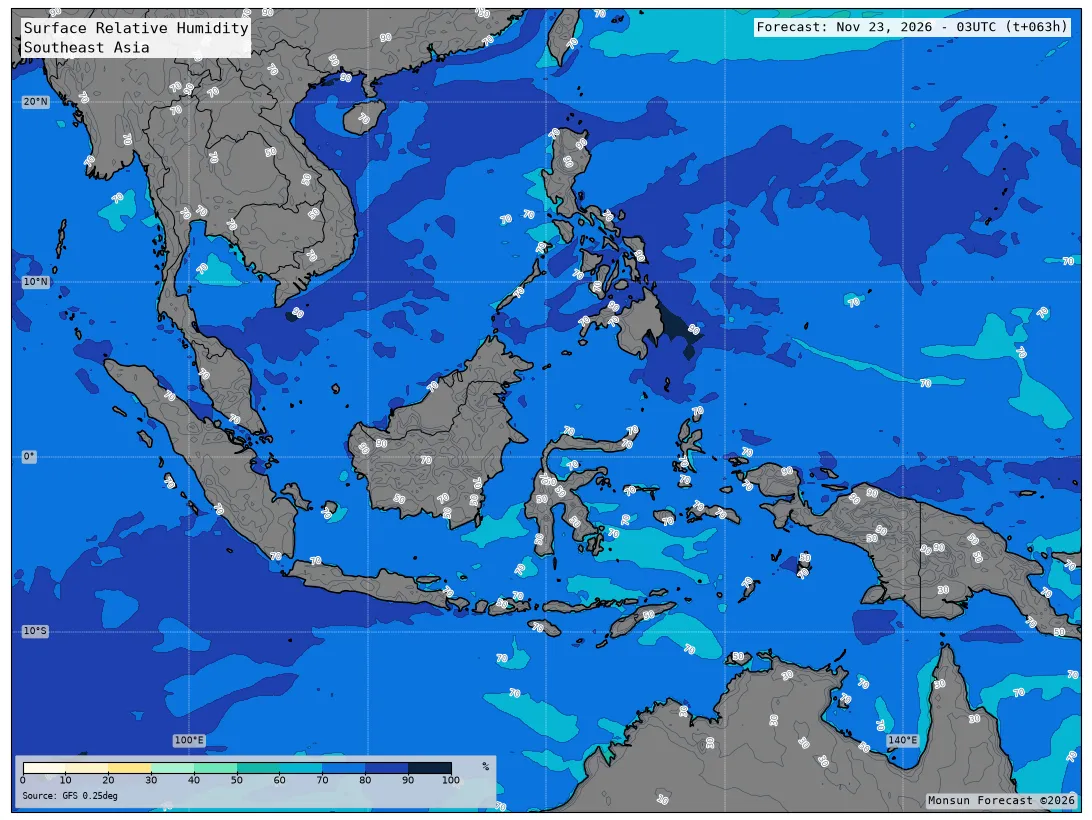 Surface Relative Humidity
Southeast Asia
Forecast: Nov 23, 2026 - 03UTC (t+063h)
20°N
10°N
0°
10°S
100°E
140°E
0 10 20 30 40 50 60 70 80 90 100
%
Source: GFS 0.25deg
Monsun Forecast ©2026